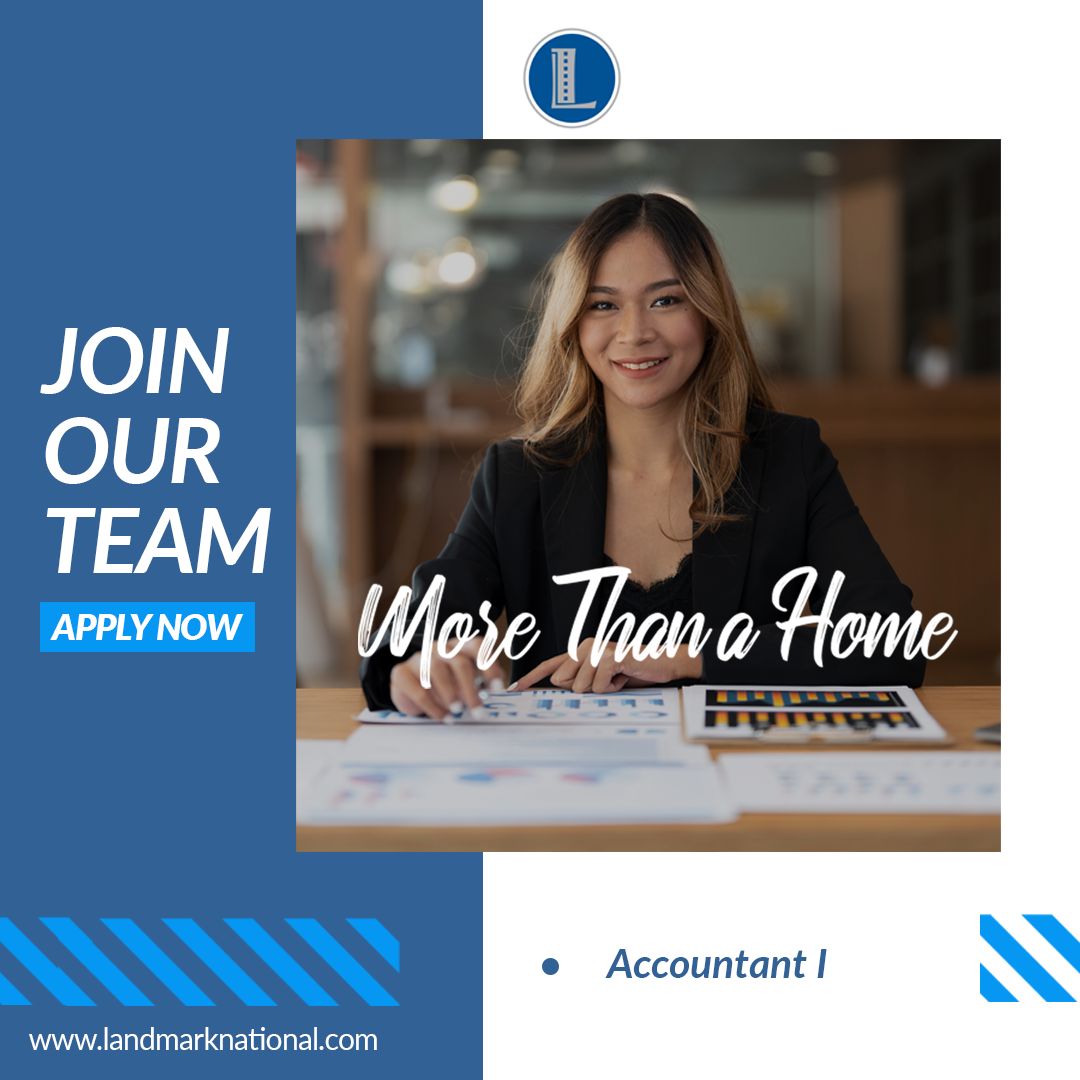 L
JOIN
OUR
TEAM
APPLY NOW
More Than a Home
• Accountant I
www.landmarknational.com